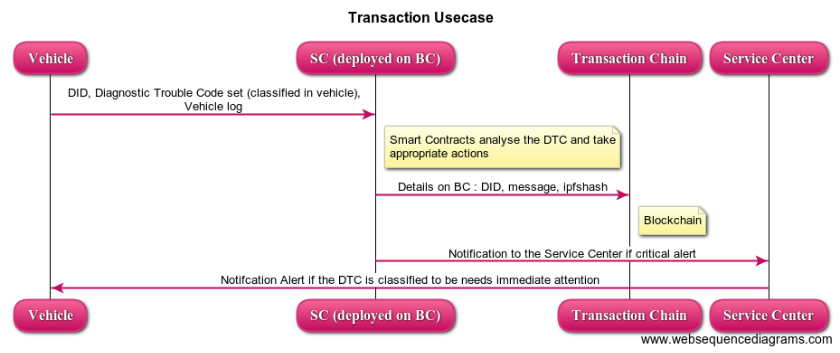 Transaction Usecase
Vehicle
SC (deployed on BC)
Transaction Chain
Service Center
DID, Diagnostic Trouble Code set (classified in vehicle),
Vehicle log
Smart Contracts analyse the DTC and take
appropriate actions
Details on BC : DID, message, ipfshash
Blockchain
Notification to the Service Center if critical alert
Notifcation Alert if the DTC is classified to be needs immediate attention
Vehicle
SC (deployed on BC)
Transaction Chain
Service Center
www.websequencediagrams.com